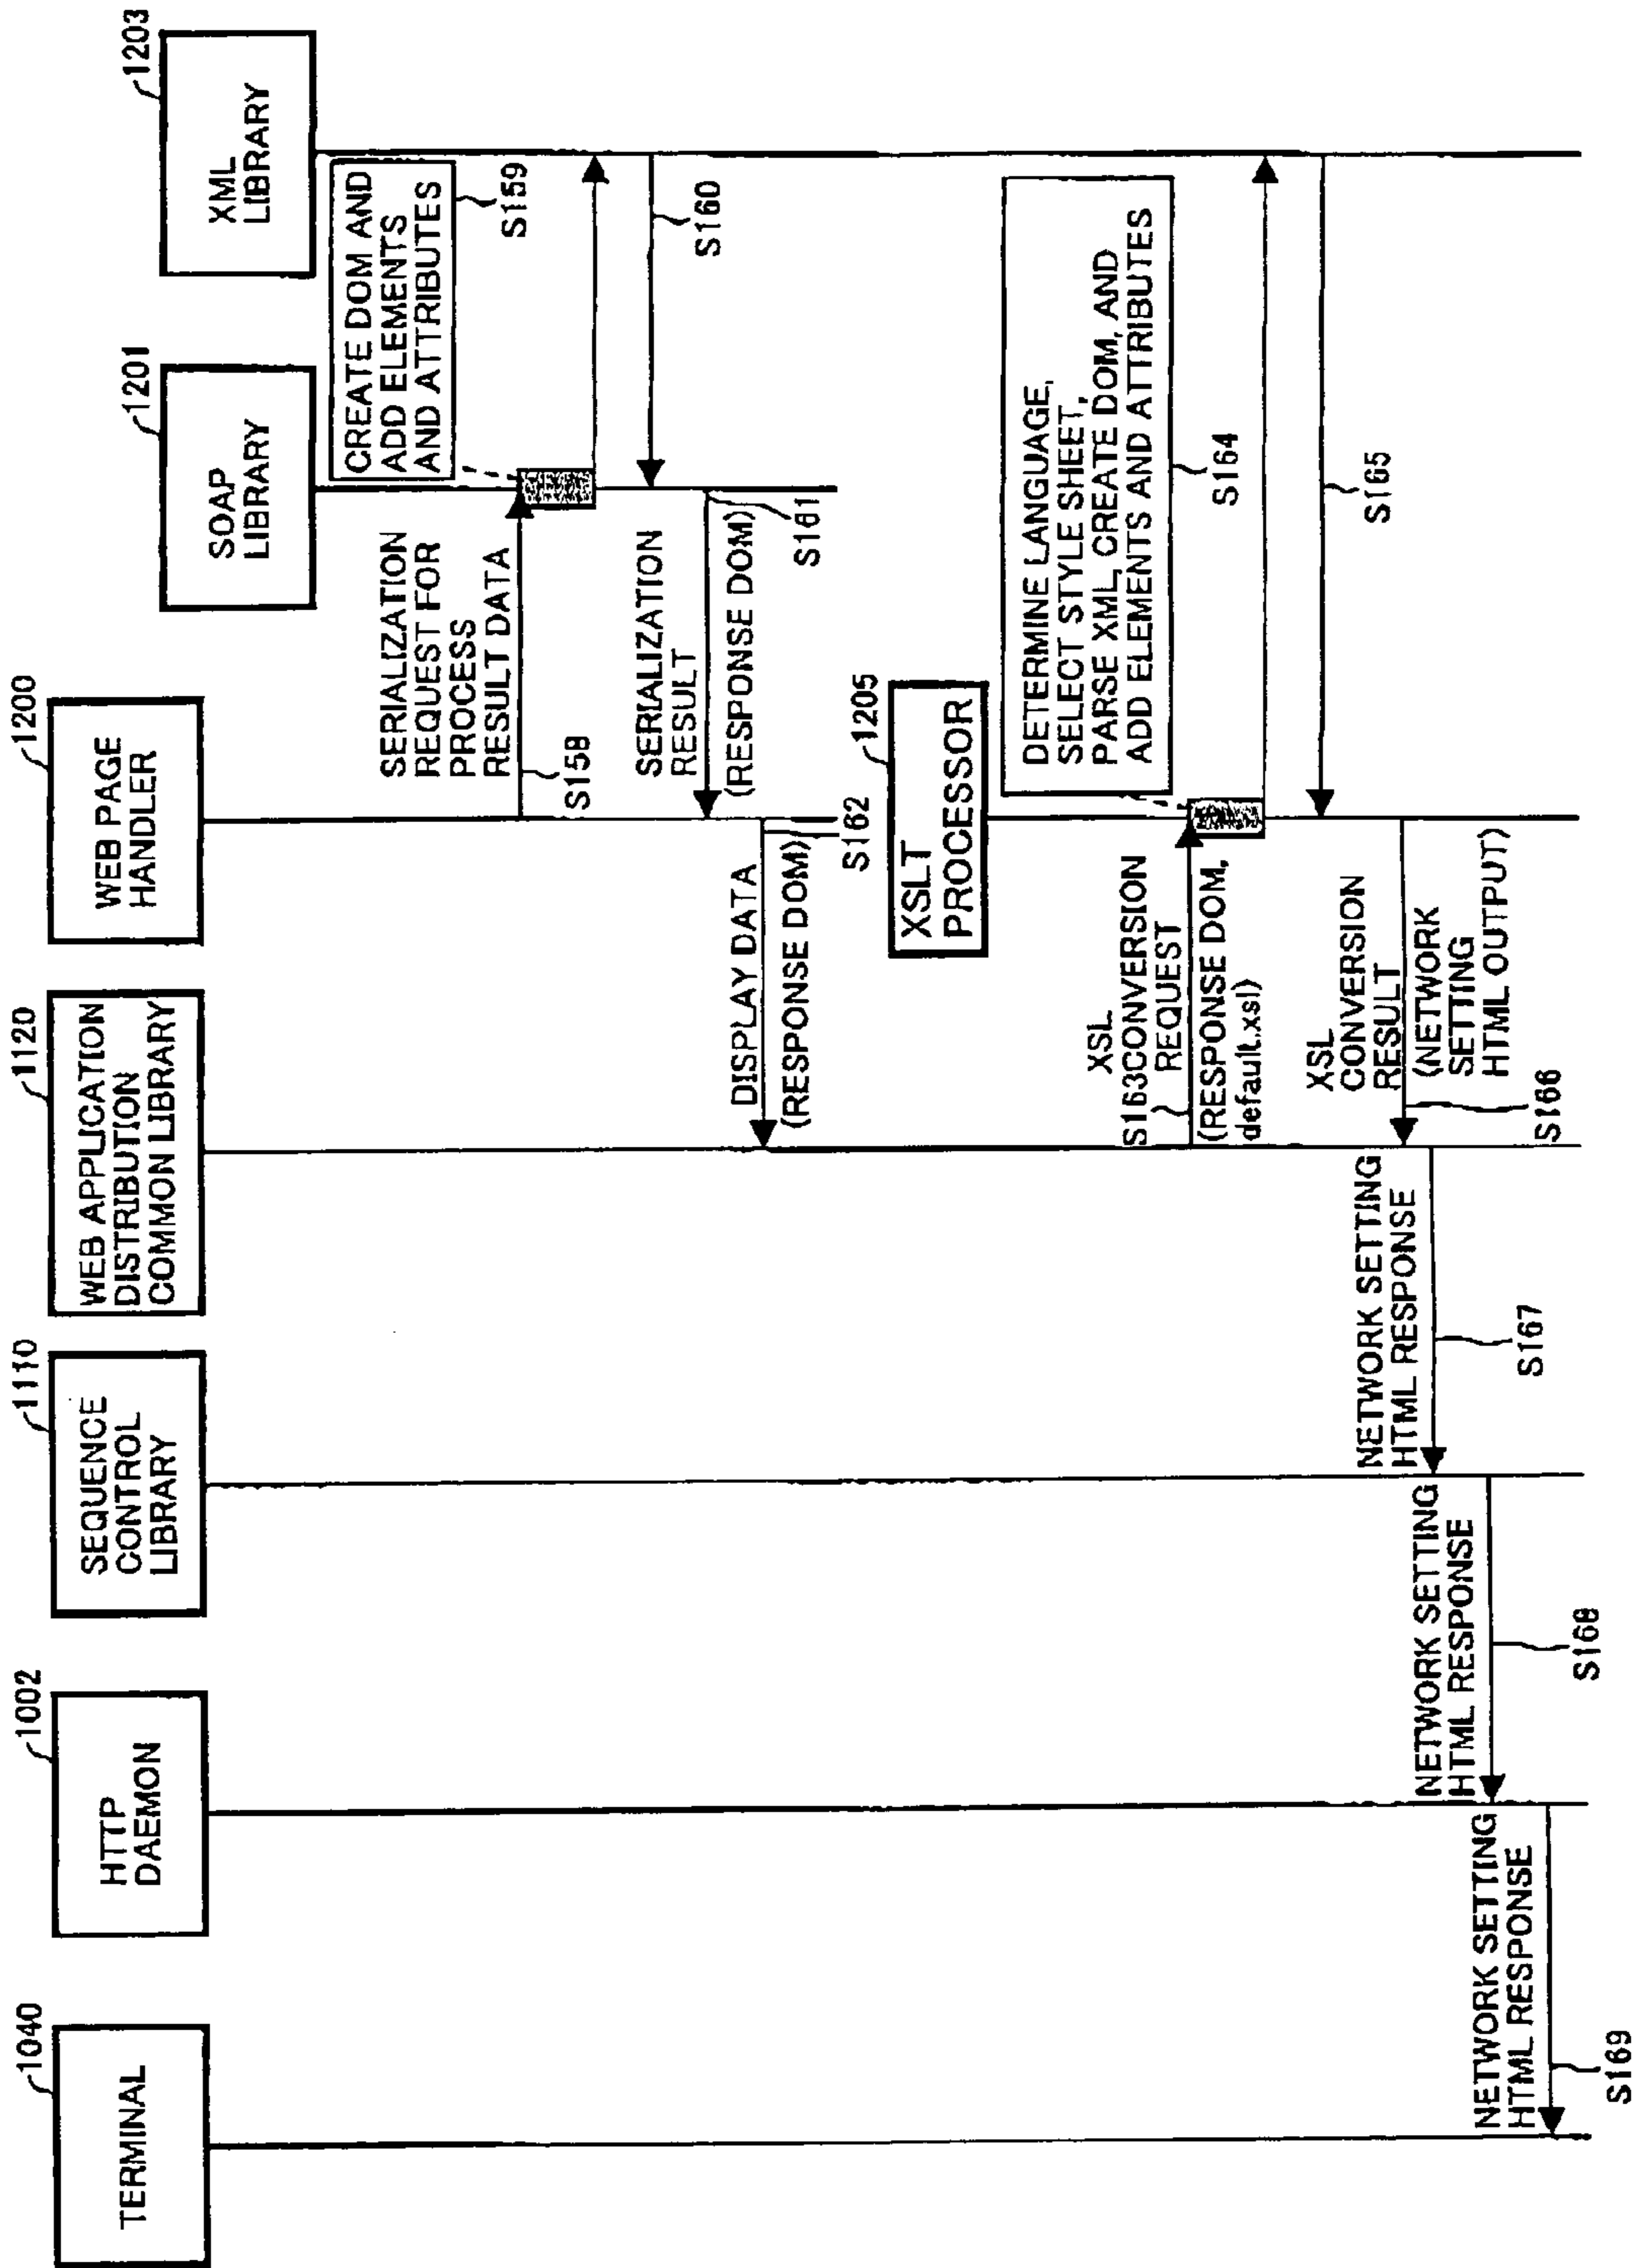 1040
TERMINAL
1002
HTTP
DAEMON
1110
SEQUENCE
CONTROL
LIBRARY
1120
WEB APPLICATION
DISTRIBUTION
COMMON LIBRARY
1200
WEB PAGE
HANDLER
1201
SOAP
LIBRARY
1203
XML
LIBRARY
SERIALIZATION
REQUEST FOR
PROCESS
RESULT DATA
S158
CREATE DOM AND
ADD ELEMENTS
AND ATTRIBUTES
S159
S160
SERIALIZATION
RESULT
(RESPONSE DOM)
S161
DISPLAY DATA
(RESPONSE DOM)
S162
XSLT
PROCESSOR
1205
XSL
S163CONVERSION
REQUEST
(RESPONSE DOM,
default.xsl)
DETERMINE LANGUAGE,
SELECT STYLE SHEET,
PARSE XML, CREATE DOM, AND
ADD ELEMENTS AND ATTRIBUTES
S164
S165
XSL
CONVERSION
RESULT
(NETWORK
SETTING
HTML OUTPUT)
S166
NETWORK SETTING
HTML RESPONSE
S167
NETWORK SETTING
HTML RESPONSE
S168
NETWORK SETTING
HTML RESPONSE
S169